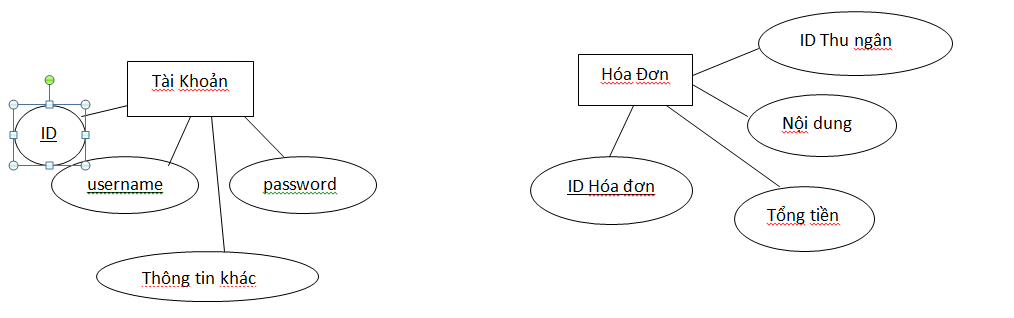 Tài Khoản
ID
username
password
Thông tin khác
Hóa Đơn
ID Thu ngân
Nội dung
ID Hóa đơn
Tổng tiền